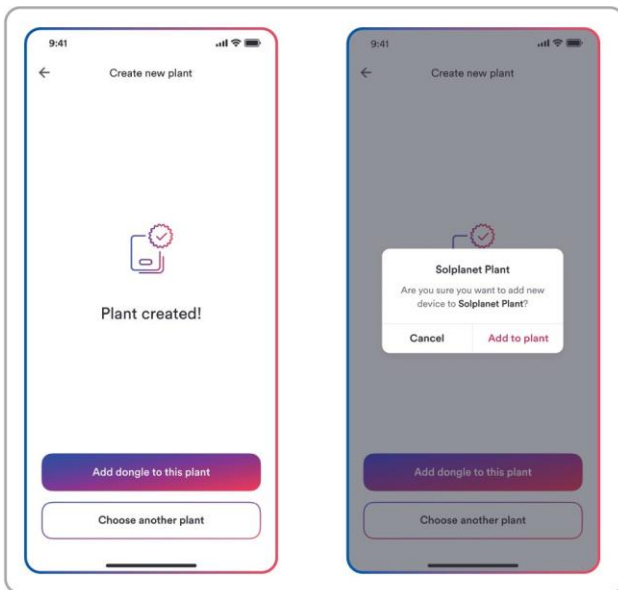 9:41
Create new plant
Plant created!
Add dongle to this plant
Choose another plant
9:41
Create new plant
Solplanet Plant
Are you sure you want to add new
device to Solplanet Plant?
Cancel
Add to plant
Add dongle to this plant
Choose another plant